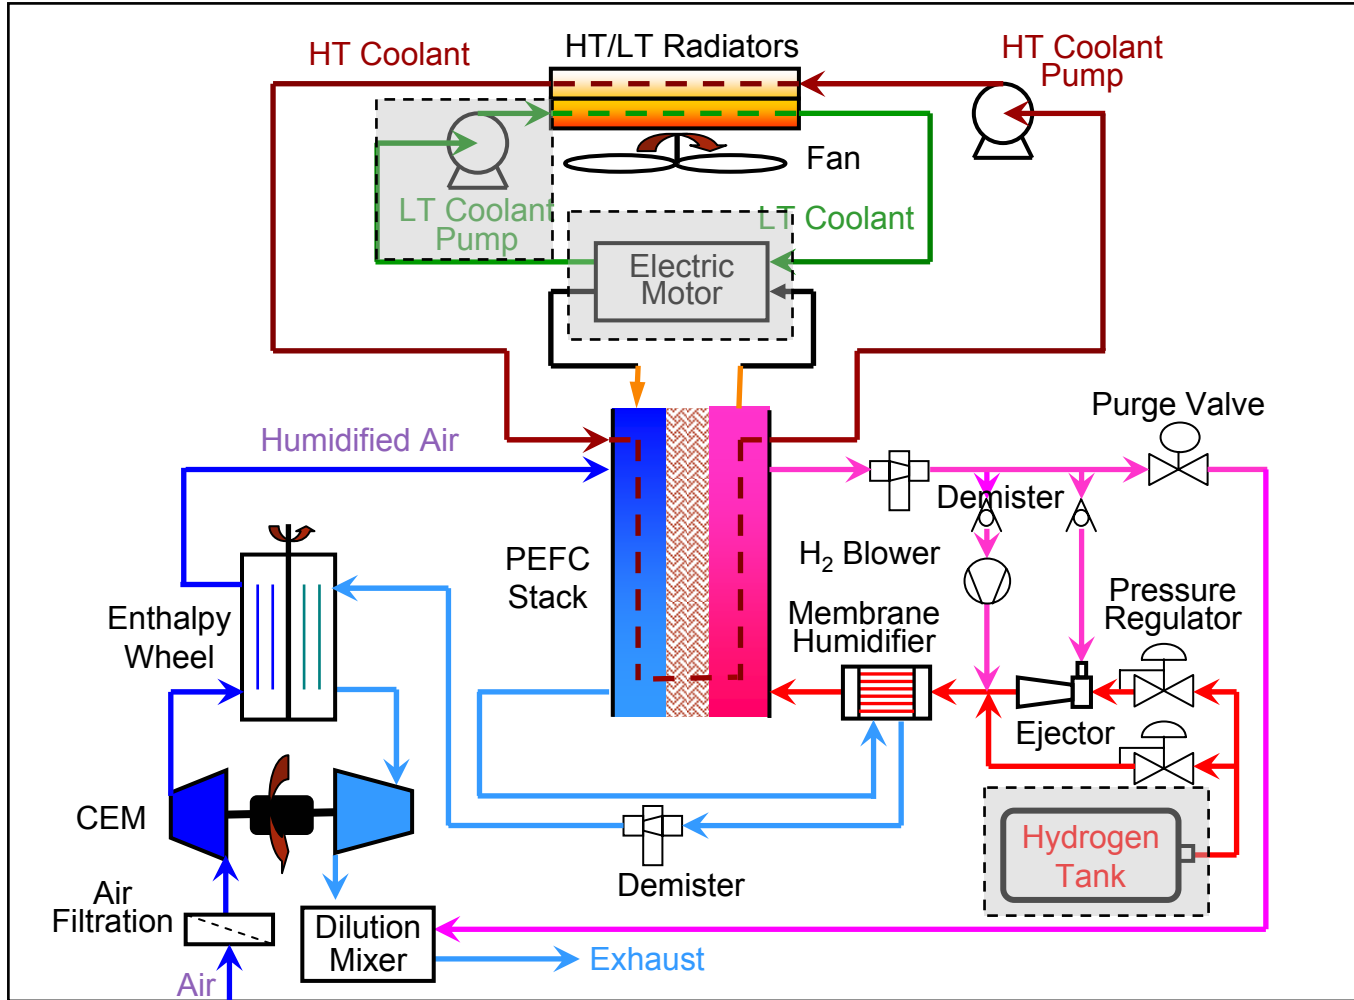 HT/LT Radiators
HT Coolant
HT Coolant
Pump
Fan
LT Coolant
Pump
LT Coolant
Electric
Motor
Purge Valve
Humidified Air
Demister
PEFC
Stack
H2 Blower
Pressure
Regulator
Membrane
Humidifier
Enthalpy
Wheel
Ejector
CEM
Hydrogen
Tank
Demister
Air
Filtration
Dilution
Mixer
Exhaust
Air